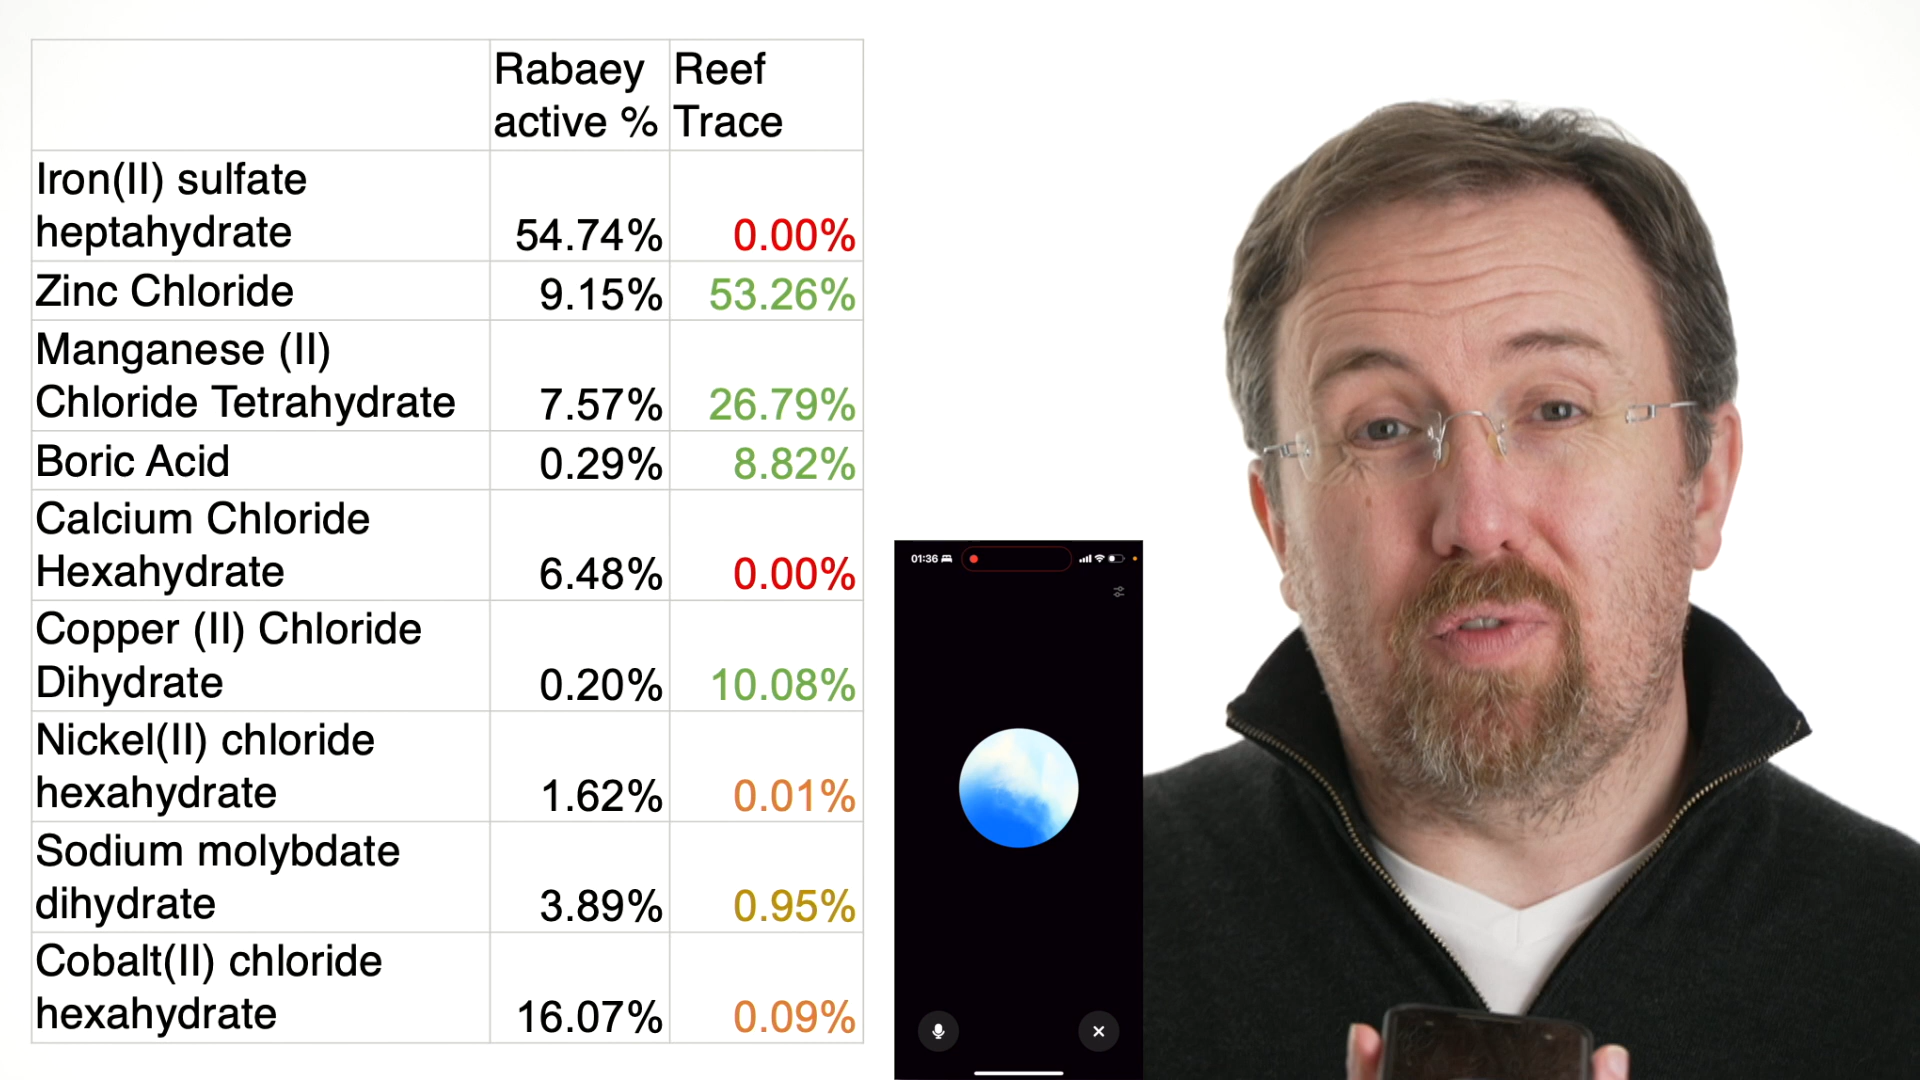 Rabaey Reef
active % Trace
Iron(II) sulfate
heptahydrate 54.74% 0.00%
Zinc Chloride 9.15% 53.26%
Manganese (II)
Chloride Tetrahydrate 7.57% 26.79%
Boric Acid 0.29% 8.82%
Calcium Chloride
Hexahydrate 6.48% 0.00%
Copper (II) Chloride
Dihydrate 0.20% 10.08%
Nickel(II) chloride
hexahydrate 1.62% 0.01%
Sodium molybdate
dihydrate 3.89% 0.95%
Cobalt(II) chloride
hexahydrate 16.07% 0.09%
01:36